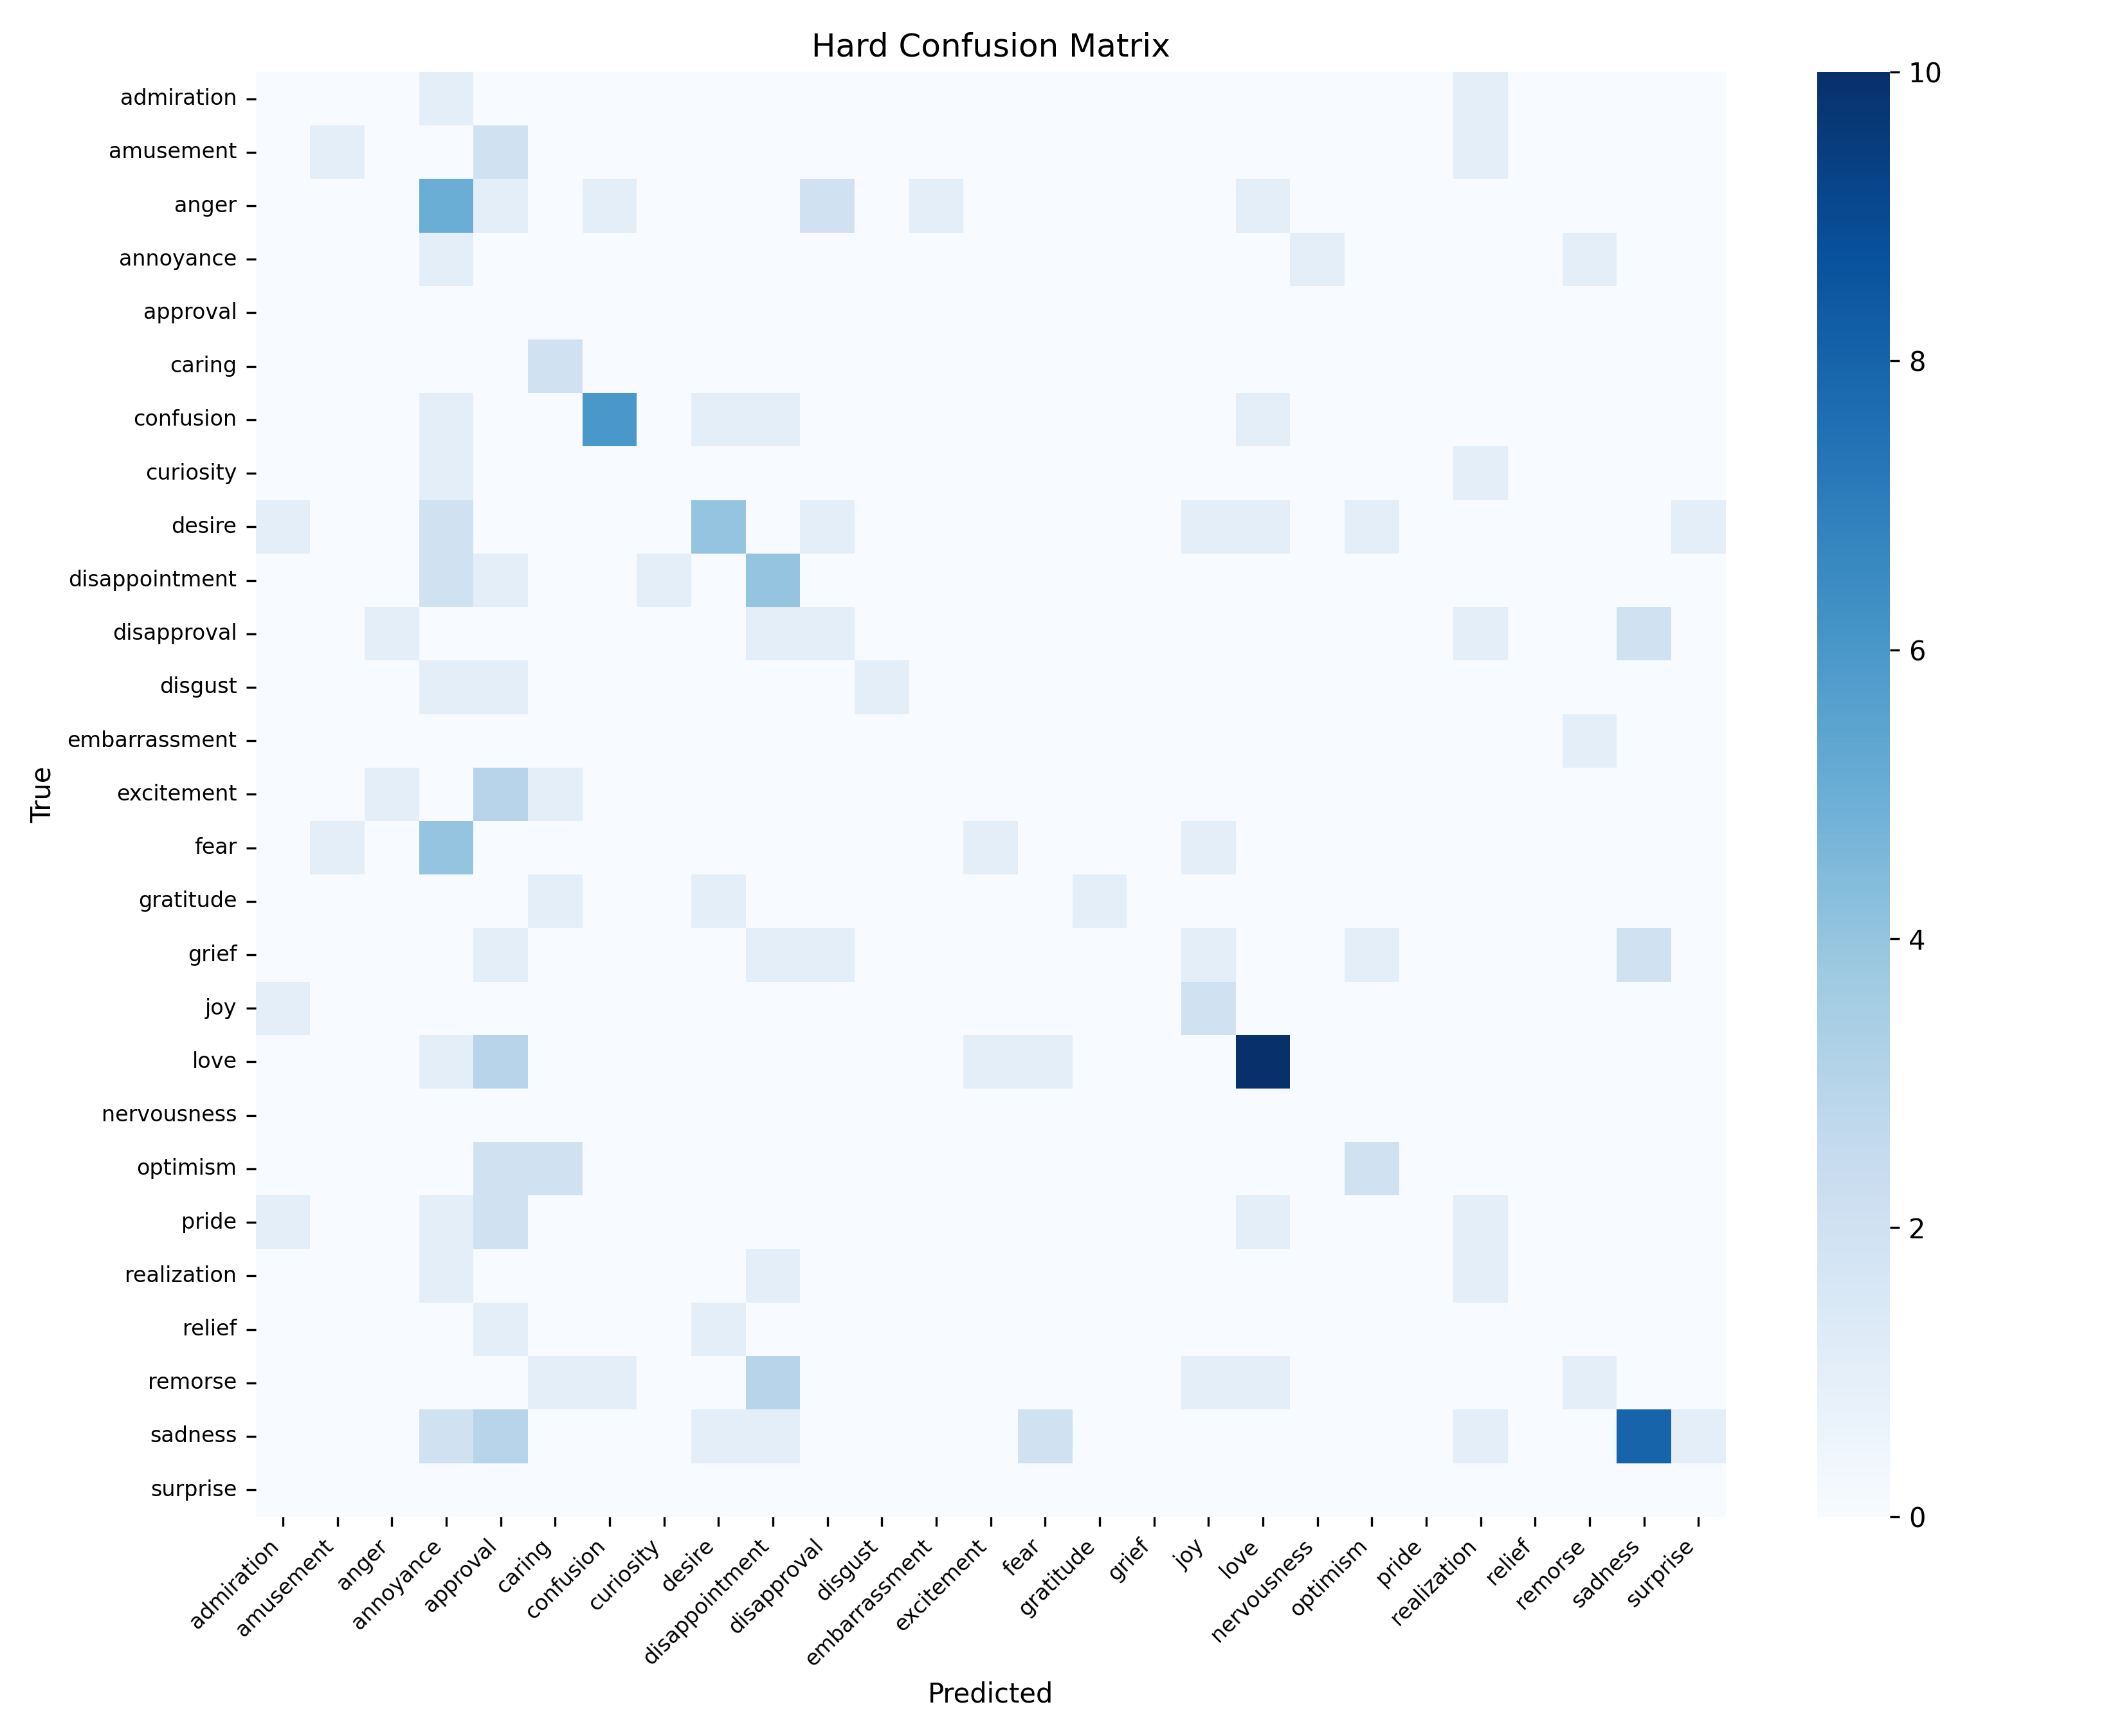 Hard Confusion Matrix
True
admiration
amusement
anger
annoyance
approval
caring
confusion
curiosity
desire
disappointment
disapproval
disgust
embarrassment
excitement
fear
gratitude
grief
joy
love
nervousness
optimism
pride
realization
relief
remorse
sadness
surprise
admiration
amusement
anger
annoyance
approval
caring
confusion
curiosity
desire
disappointment
disapproval
disgust
embarrassment
excitement
fear
gratitude
grief
joy
love
nervousness
optimism
pride
realization
relief
remorse
sadness
surprise
Predicted
10
8
6
4
2
0